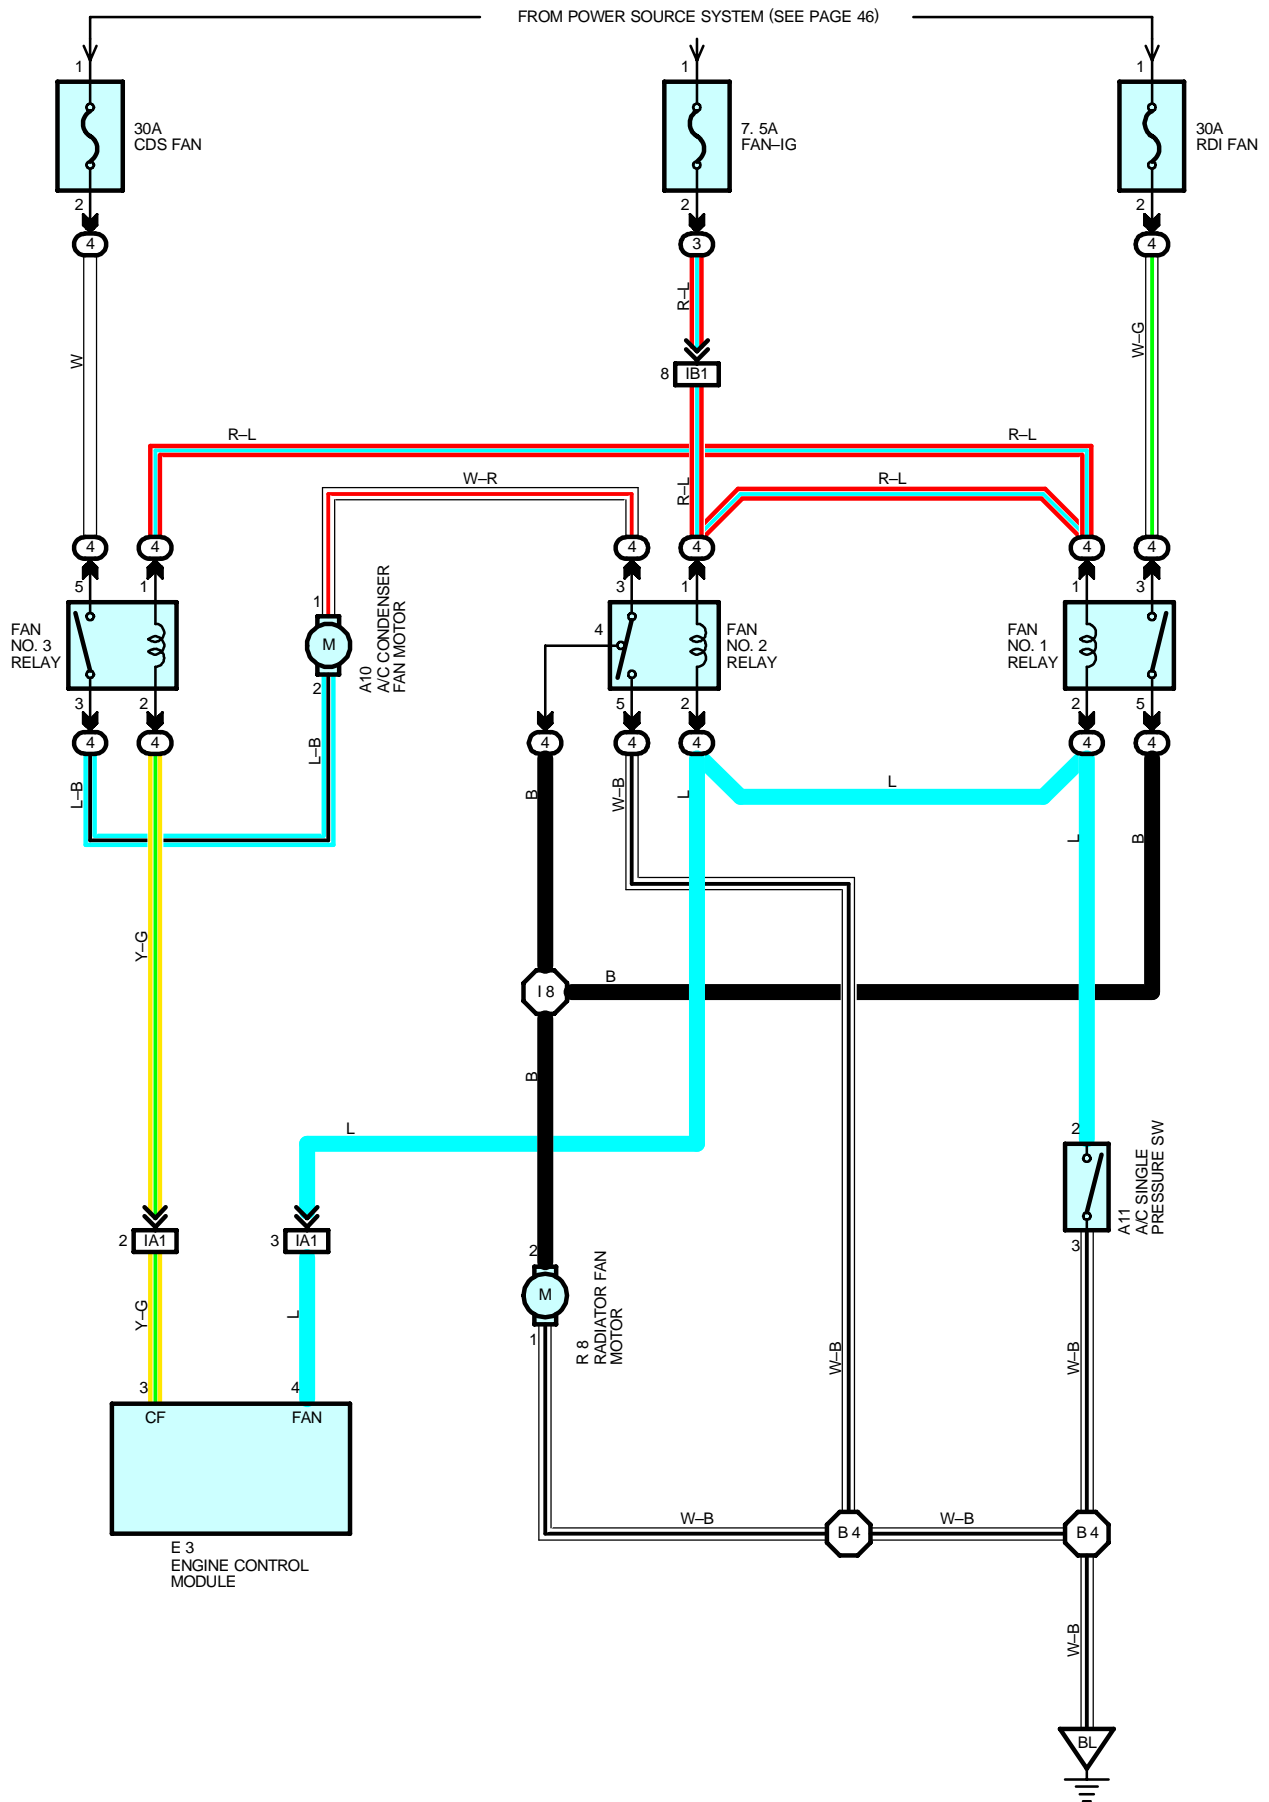 FROM POWER SOURCE SYSTEM (SEE PAGE 46)
1
1
1
30A
CDS FAN
7. 5A
FAN–IG
30A
RDI FAN
2
2
2
4
3
4
W
R–L
W–G
8
IB1
R–L
R–L
W–R
R–L
R–L
4
4
4
4
4
4
5
1
3
1
1
3
FAN
NO. 3
RELAY
1
M
2
A10
A/C CONDENSER
FAN MOTOR
4
FAN
NO. 2
RELAY
FAN
NO. 1
RELAY
3
2
5
2
2
5
4
4
4
4
4
4
4
L–B
L–B
B
W–B
L
L
L
B
Y–G
I 8
B
B
L
2
IA1
3
IA1
2
A11
A/C SINGLE
PRESSURE SW
3
2
M
1
R 8
RADIATOR FAN
MOTOR
Y–G
L
W–B
W–B
3
4
CF
FAN
E 3
ENGINE CONTROL
MODULE
W–B
B 4
W–B
B 4
W–B
BL